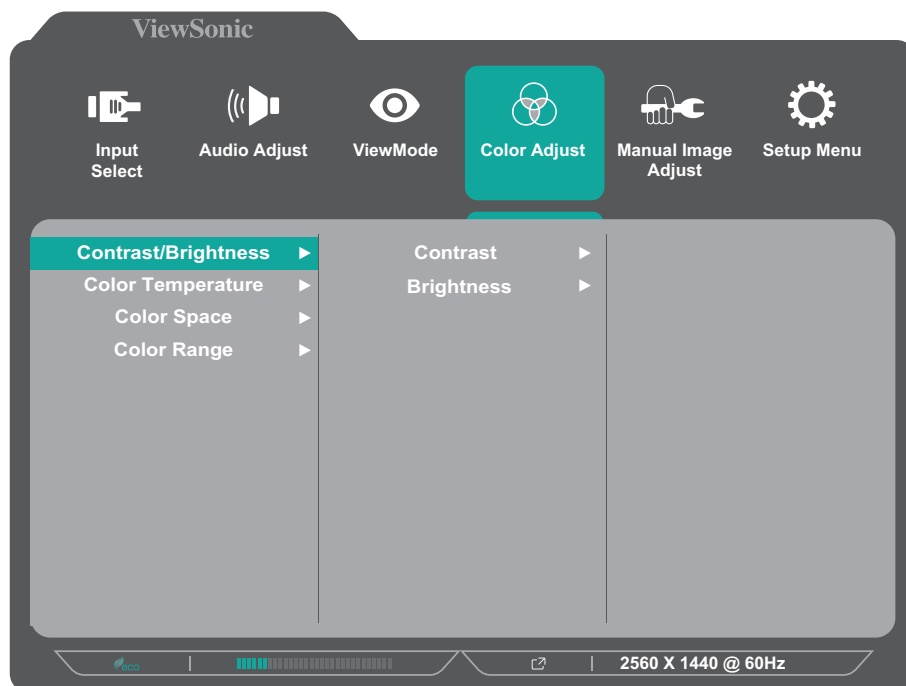 ViewSonic
Input Select
Audio Adjust
ViewMode
Color Adjust
Manual Image Adjust
Setup Menu
Contrast/Brightness
Contrast
Color Temperature
Brightness
Color Space
Color Range
eco
2560 X 1440 @ 60Hz